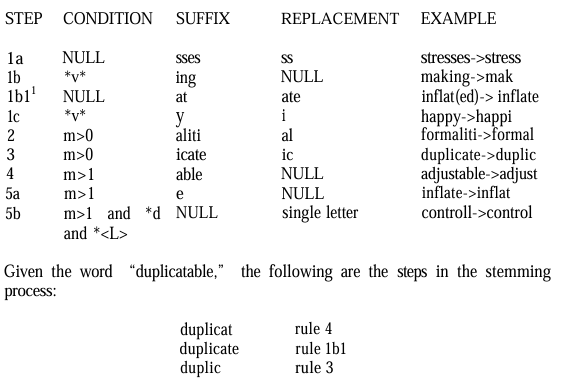 STEP CONDITION SUFFIX REPLACEMENT EXAMPLE
1a NULL sses ss stresses->stress
1b *v* ing NULL making->mak
1b1¹ NULL at ate inflat(ed)-> inflate
1c *v* y i happy->happi
2 m>0 aliti al formaliti->formal
3 m>0 icate ic duplicate->duplic
4 m>1 able NULL adjustable->adjust
5a m>1 e NULL inflate->inflat
5b m>1 and *d NULL single letter controll->control
and *<L>
Given the word “duplicatable,” the following are the steps in the stemming
process:
duplicat rule 4
duplicate rule 1b1
duplic rule 3